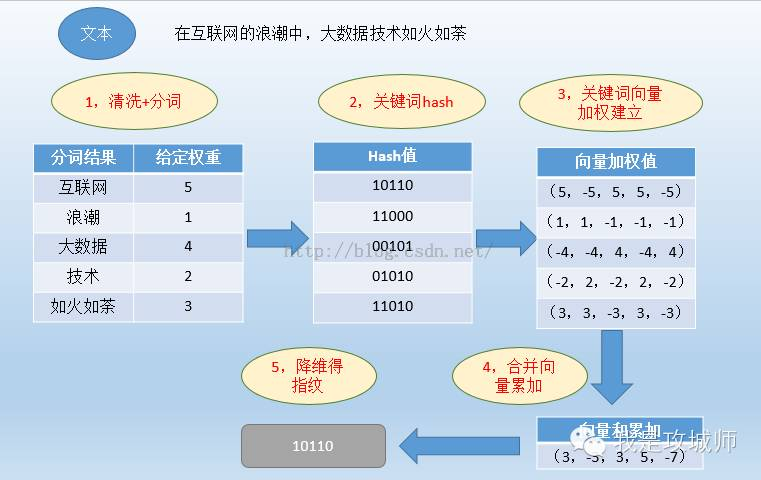 文本
在互联网的浪潮中，大数据技术如火如荼
1，清洗+分词
2，关键词hash
3，关键词向量
加权建立
分词结果 给定权重
互联网 5
浪潮 1
大数据 4
技术 2
如火如荼 3
Hash值
10110
11000
00101
01010
11010
向量加权值
（5，-5，5，5，-5）
（1，1，-1，-1，-1）
（-4，-4，4，-4，4）
（-2，2，-2，2，-2）
（3，3，-3，3，-3）
http://blog.csdn.net/
5，降维得
指纹
4，合并向
量累加
10110
向量和累加
（3，-3，3，5，-7）
我是攻城师